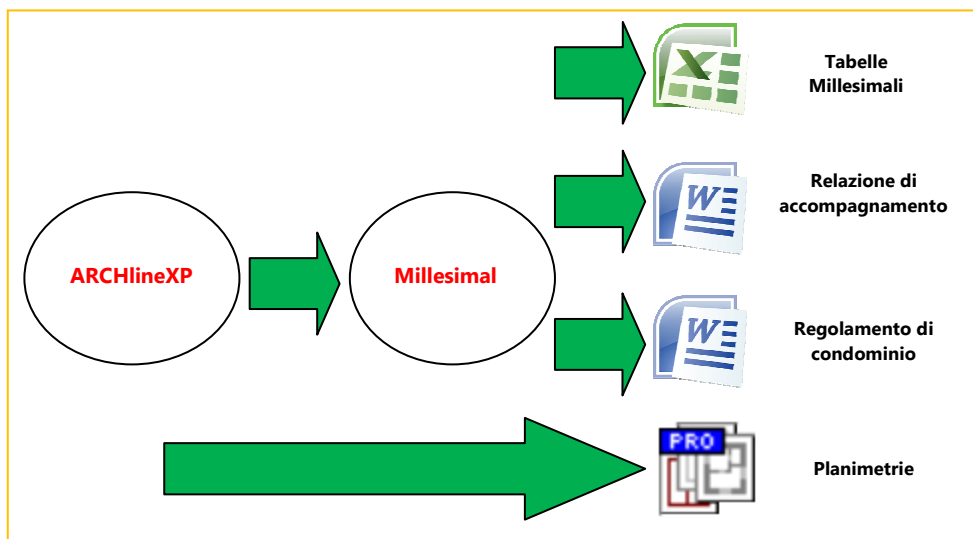 Tabelle
Millesimali
Relazione di
accompagnamento
ARCHlineXP
Millesimal
Regolamento di
condominio
PRO
Planimetrie